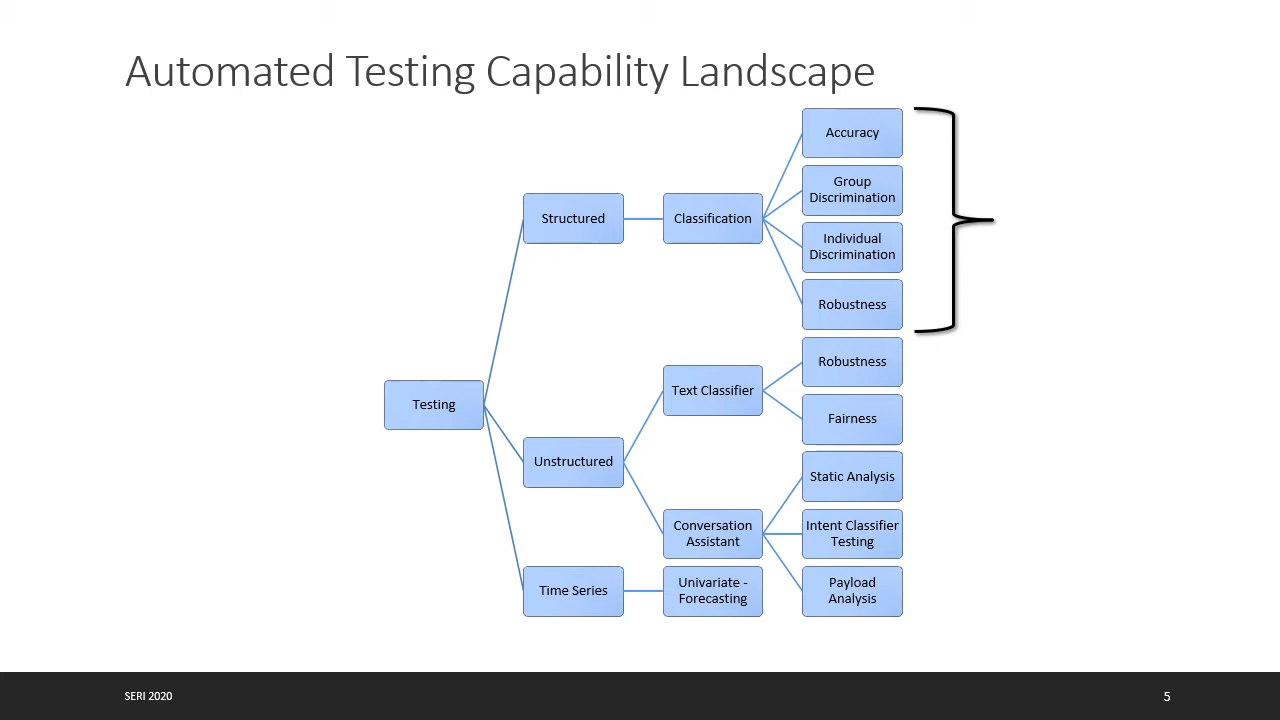 Automated Testing Capability Landscape
Testing
Structured
Classification
Accuracy
Group
Discrimination
Individual
Discrimination
Robustness
Unstructured
Text Classifier
Robustness
Fairness
Conversation
Assistant
Static Analysis
Intent Classifier
Testing
Payload
Analysis
Time Series
Univariate -
Forecasting
SERI 2020
5